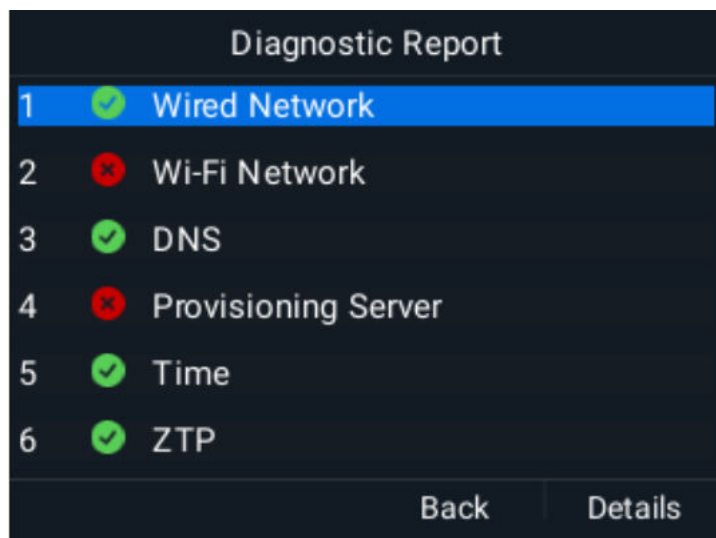 Diagnostic Report
1 Wired Network
2 Wi-Fi Network
3 DNS
4 Provisioning Server
5 Time
6 ZTP
Back Details